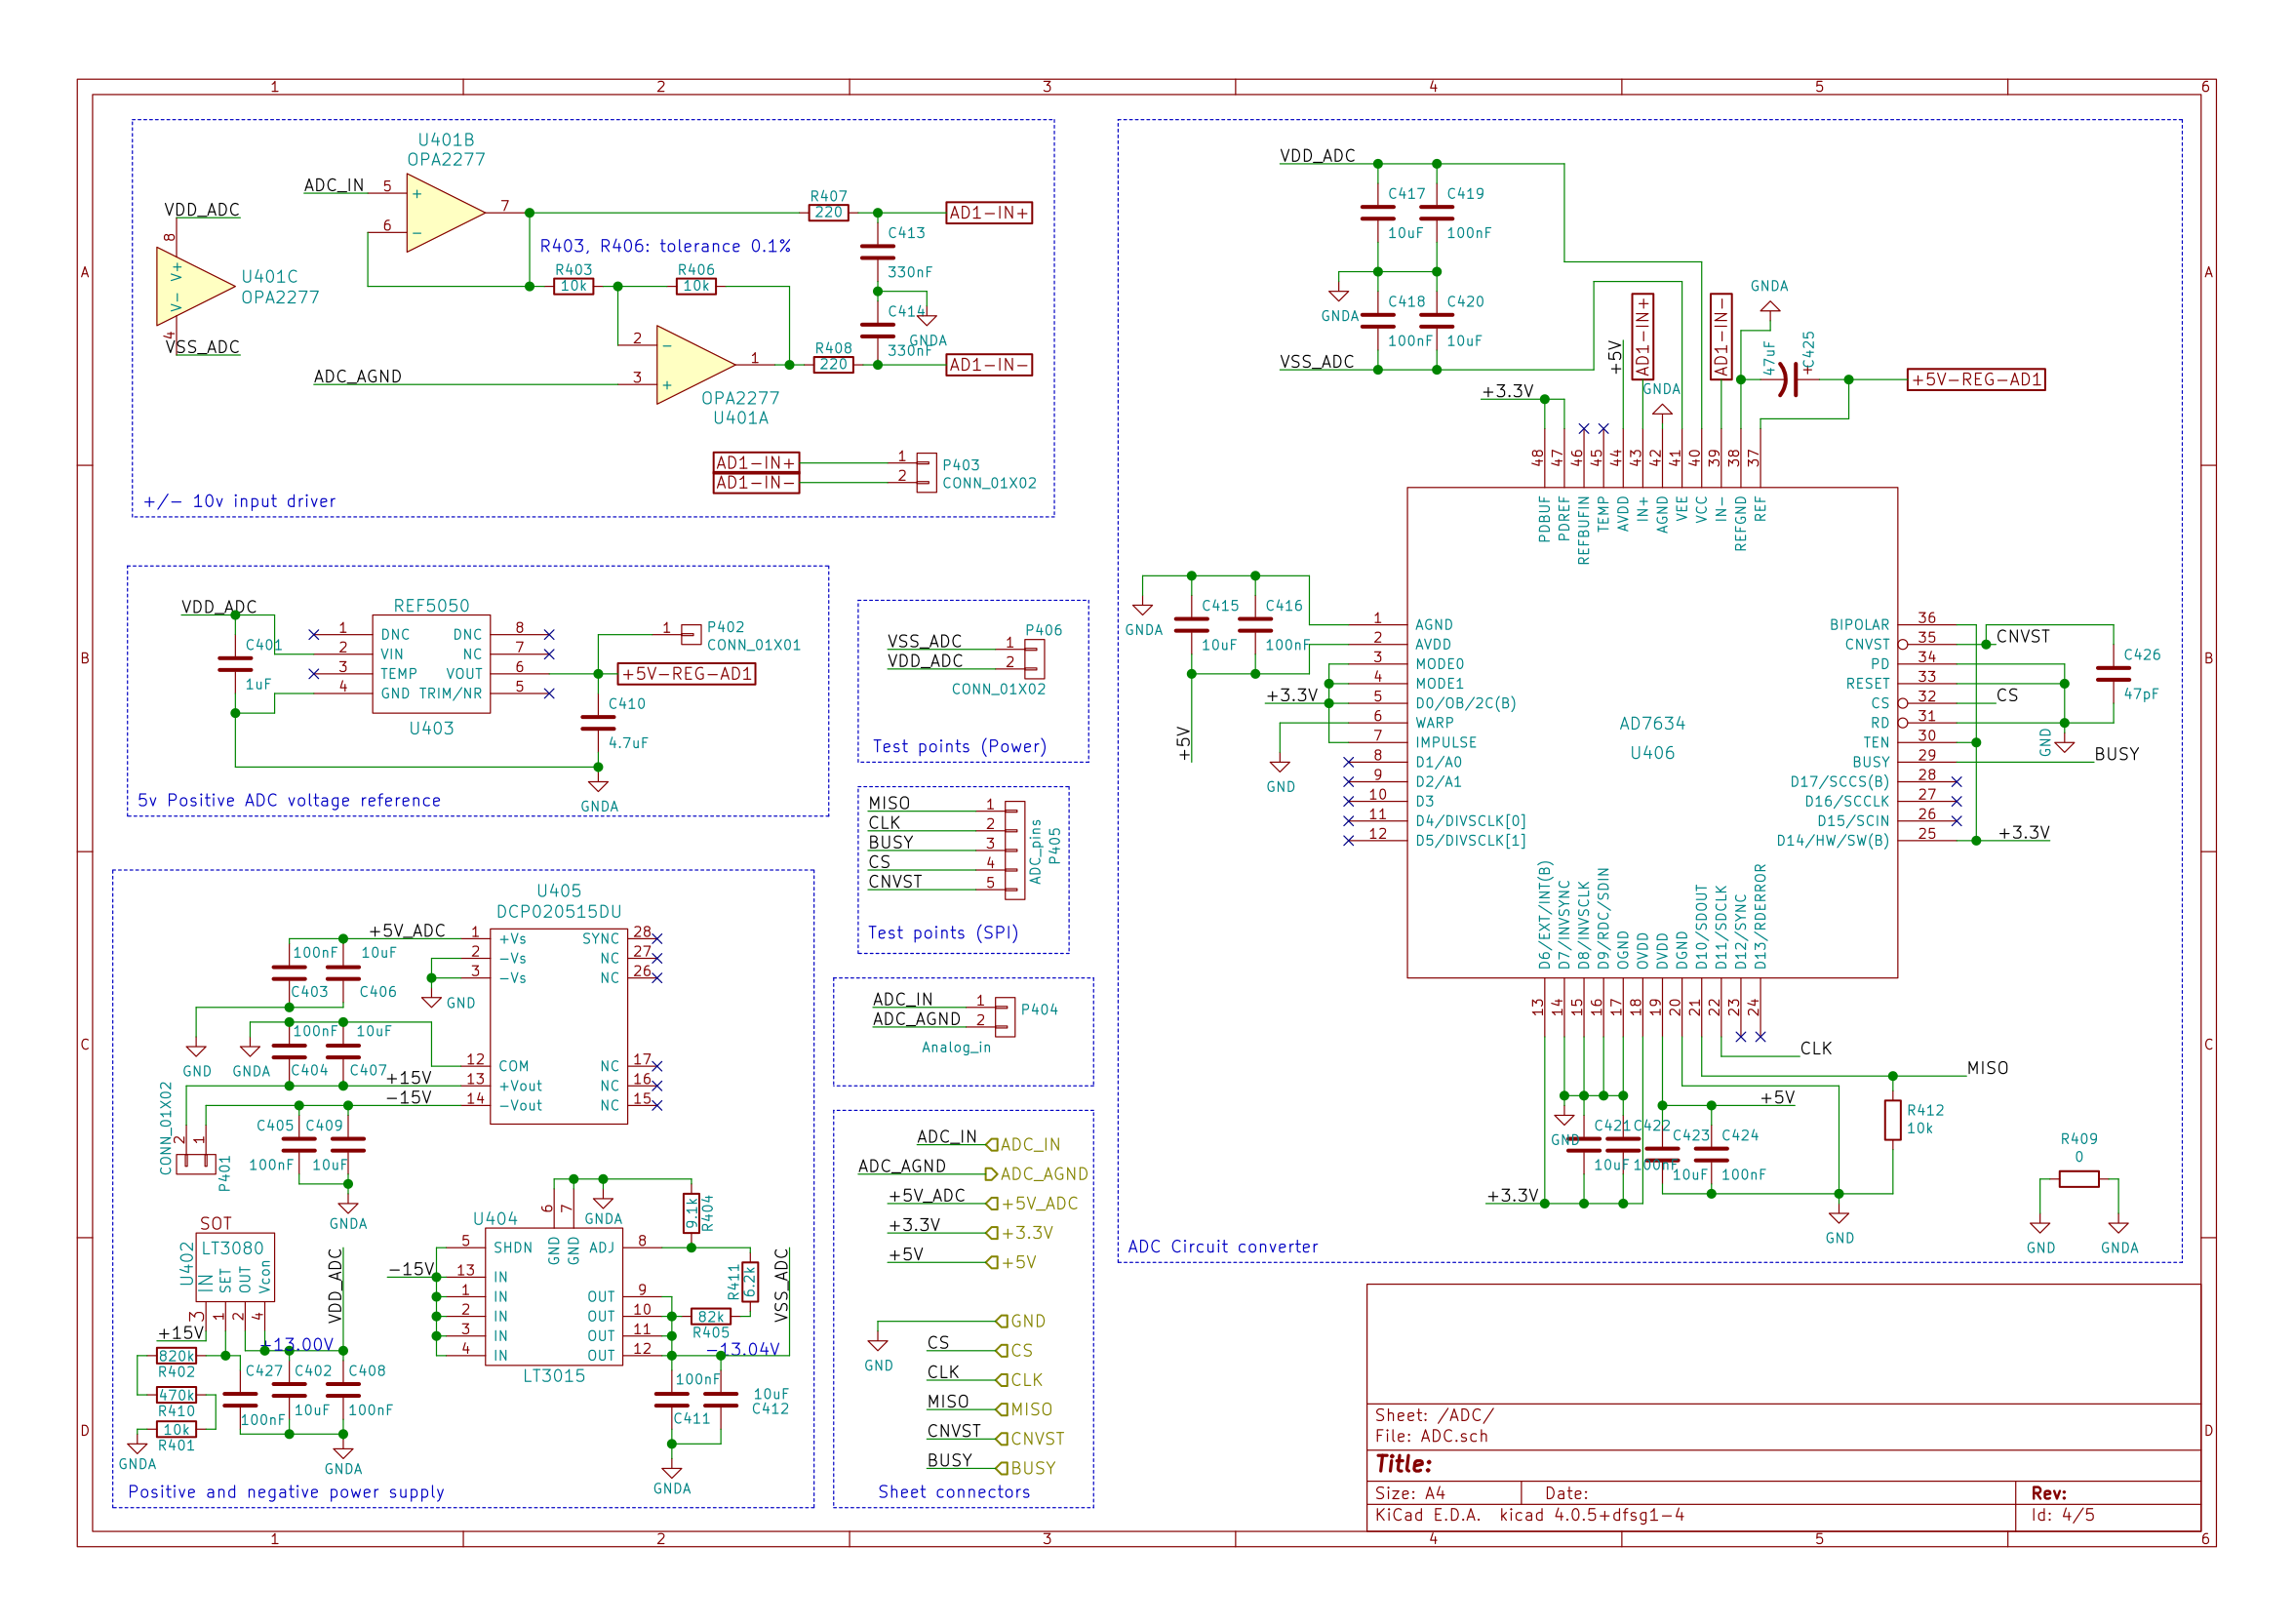 1 2 3 4 5 6
A
B
C
D
U401B
OPA2277
ADC_IN
5
+
6
−
7
VDD_ADC
8
V+
V-
4
VSS_ADC
U401C
OPA2277
R403, R406: tolerance 0.1%
R403
10k
R406
10k
R407
220
AD1-IN+
C413
330nF
C414
330nF
GNDA
R408
220
AD1-IN-
ADC_AGND
2
−
3
+
1
OPA2277
U401A
AD1-IN+
AD1-IN-
1
2
P403
CONN_01X02
+/- 10v input driver
VDD_ADC
C401
1uF
REF5050
1 DNC
2 VIN
3 TEMP
4 GND
DNC 8
NC 7
VOUT 6
TRIM/NR 5
U403
1
P402
CONN_01X01
+5V-REG-AD1
C410
4.7uF
GNDA
5v Positive ADC voltage reference
VSS_ADC
VDD_ADC
1
2
P406
CONN_01X02
Test points (Power)
MISO
CLK
BUSY
CS
CNVST
1
2
3
4
5
ADC_pins
P405
Test points (SPI)
ADC_IN
ADC_AGND
1
2
P404
Analog_in
U405
DCP020515DU
+5V_ADC
1 +Vs
2 -Vs
3 -Vs
12 COM
13 +Vout
14 -Vout
SYNC 28
NC 27
NC 26
NC 17
NC 16
NC 15
100nF
10uF
C403
C406
GND
100nF
10uF
GND
GNDA
C404
C407
+15V
-15V
CONN_01X02
2
1
P401
C405
C409
100nF
10uF
GNDA
SOT
LT3080
U402
IN
SET
OUT
Vcon
3
1
2
4
+15V
VDD_ADC
+13.00V
820k
R402
470k
R410
10k
R401
GNDA
C427
100nF
C402
10uF
C408
100nF
GNDA
U404
LT3015
-15V
5 SHDN
13 IN
1 IN
2 IN
3 IN
4 IN
6
7
GND
GND
ADJ 8
OUT 9
OUT 10
OUT 11
OUT 12
GNDA
9.1k
R404
R411
6.2k
82k
R405
VSS_ADC
-13.04V
100nF
C411
10uF
C412
GNDA
Positive and negative power supply
ADC_IN ADC_IN
ADC_AGND ADC_AGND
+5V_ADC +5V_ADC
+3.3V +3.3V
+5V +5V
GND
GND
CS CS
CLK CLK
MISO MISO
CNVST CNVST
BUSY BUSY
Sheet connectors
VDD_ADC
C417
10uF
C419
100nF
GNDA
C418
100nF
C420
10uF
VSS_ADC
+3.3V
+5V
AD1-IN+
GNDA
AD1-IN-
GNDA
47uF
C425
+
+5V-REG-AD1
48 47 46 45 44 43 42 41 40 39 38 37
PDBUF
PDREF
REFBUFIN
TEMP
AVDD
IN+
AGND
VEE
VCC
IN-
REFGND
REF
GNDA
C415
10uF
C416
100nF
+5V
+3.3V
GND
1 AGND
2 AVDD
3 MODE0
4 MODE1
5 D0/OB/2C(B)
6 WARP
7 IMPULSE
8 D1/A0
9 D2/A1
10 D3
11 D4/DIVSCLK[0]
12 D5/DIVSCLK[1]
AD7634
U406
BIPOLAR 36
CNVST 35
PD 34
RESET 33
CS 32
RD 31
TEN 30
BUSY 29
D17/SCCS(B) 28
D16/SCCLK 27
D15/SCIN 26
D14/HW/SW(B) 25
CNVST
CS
C426
47pF
GND
BUSY
+3.3V
D6/EXT/INT(B)
D7/INVSYNC
D8/INVSCLK
D9/RDC/SDIN
OGND
OVDD
DVDD
DGND
D10/SDOUT
D11/SDCLK
D12/SYNC
D13/RDERROR
13 14 15 16 17 18 19 20 21 22 23 24
CLK
MISO
+5V
GND
C421
10uF
C422
100nF
C423
10uF
C424
100nF
R412
10k
+3.3V
GND
R409
0
GND
GNDA
ADC Circuit converter
Sheet: /ADC/
File: ADC.sch
Title:
Size: A4
Date:
Rev:
KiCad E.D.A. kicad 4.0.5+dfsg1-4
Id: 4/5
1 2 3 4 5 6
A
B
C
D